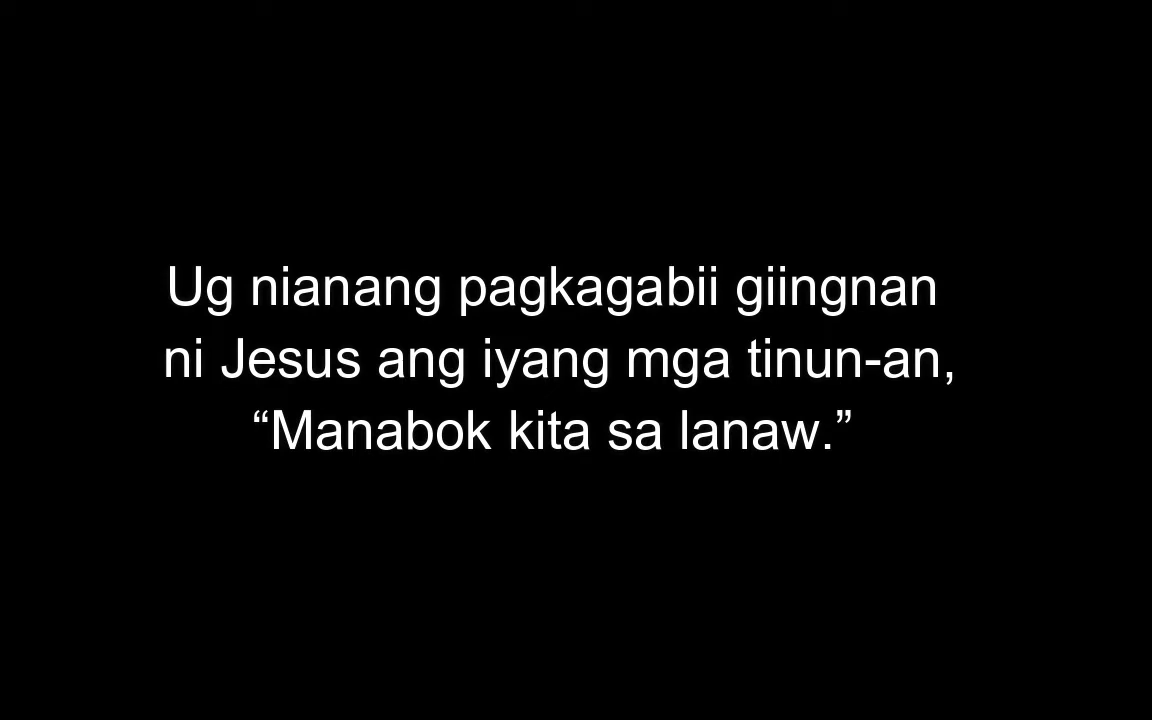 Ug nianang pagkagabii giingnan
ni Jesus ang iyang mga tinun-an,
“Manabok kita sa lanaw.”